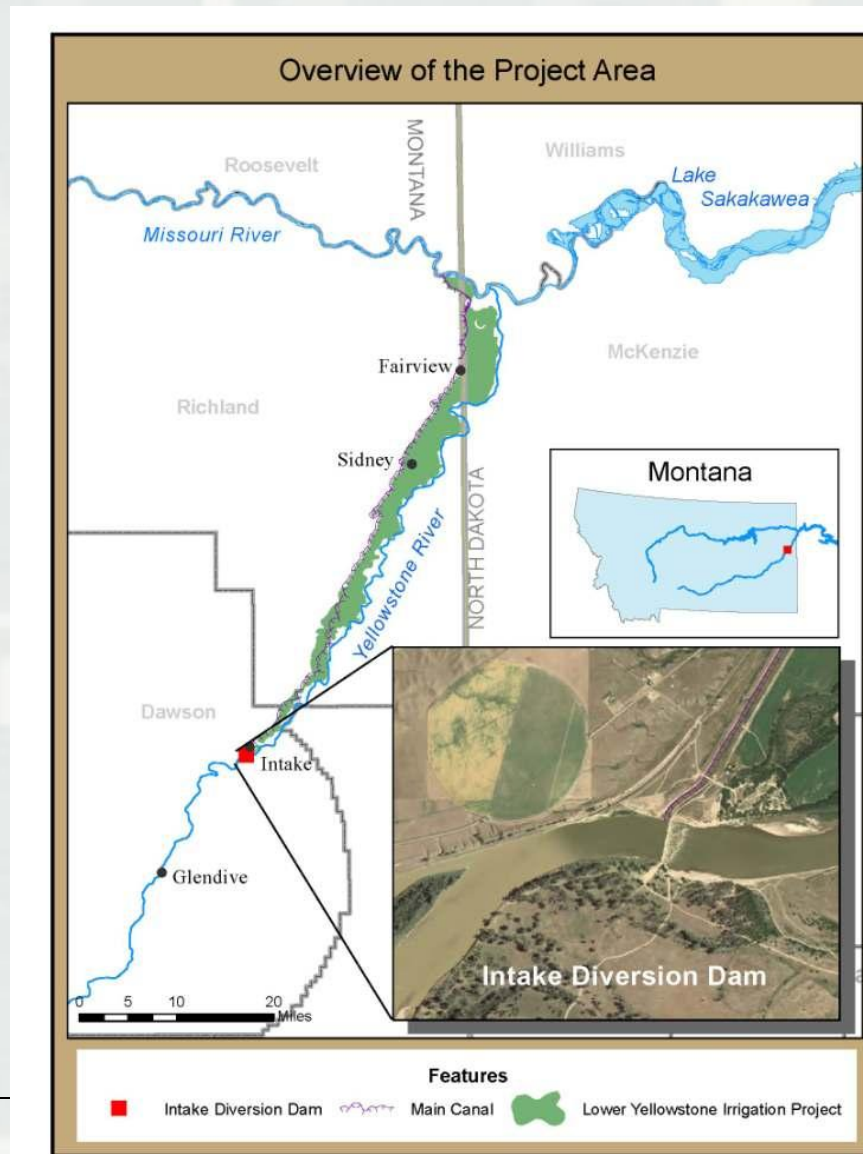 Overview of the Project Area
Roosevelt
MONTANA
Williams
Lake
Sakakawea
Missouri River
McKenzie
Fairview
Richland
Sidney
NORTH DAKOTA
Yellowstone River
Montana
Dawson
Intake
Glendive
Intake Diversion Dam
0 5 10 20
Miles
Features
Intake Diversion Dam
Main Canal
Lower Yellowstone Irrigation Project